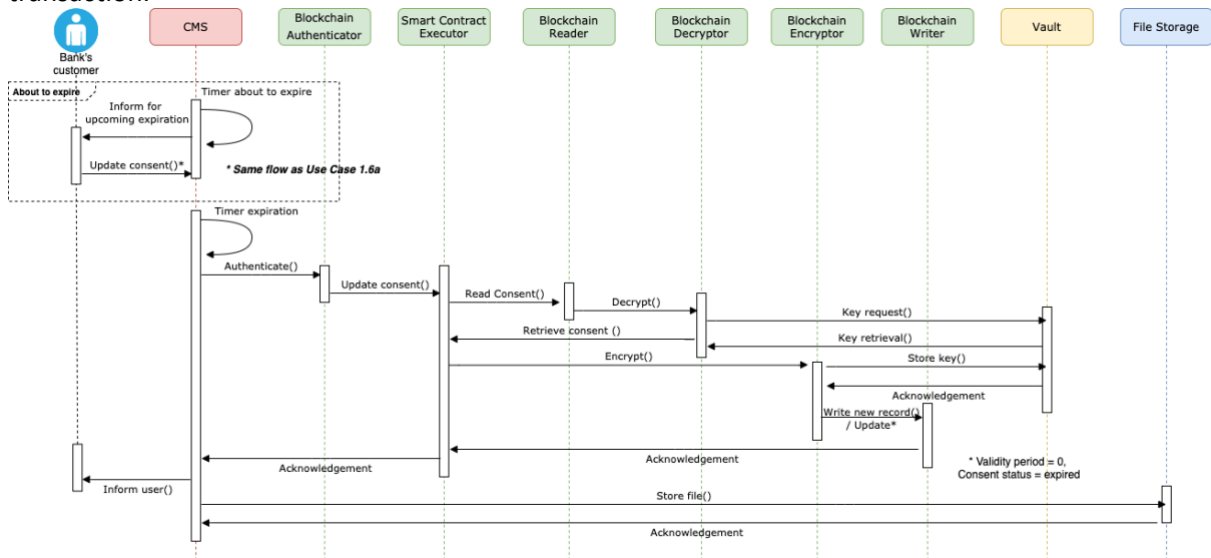 transaction.
Bank's
customer
CMS
Blockchain
Authenticator
Smart Contract
Executor
Blockchain
Reader
Blockchain
Decryptor
Blockchain
Encryptor
Blockchain
Writer
Vault
File Storage
About to expire
Timer about to expire
Inform for
upcoming expiration
Update consent()*
* Same flow as Use Case 1.6a
Timer expiration
Authenticate()
Update consent()
Read Consent()
Decrypt()
Key request()
Retrieve consent ()
Key retrieval()
Encrypt()
Store key()
Acknowledgement
Write new record()
/ Update*
Acknowledgement
Acknowledgement
* Validity period = 0,
Consent status = expired
Inform user()
Store file()
Acknowledgement